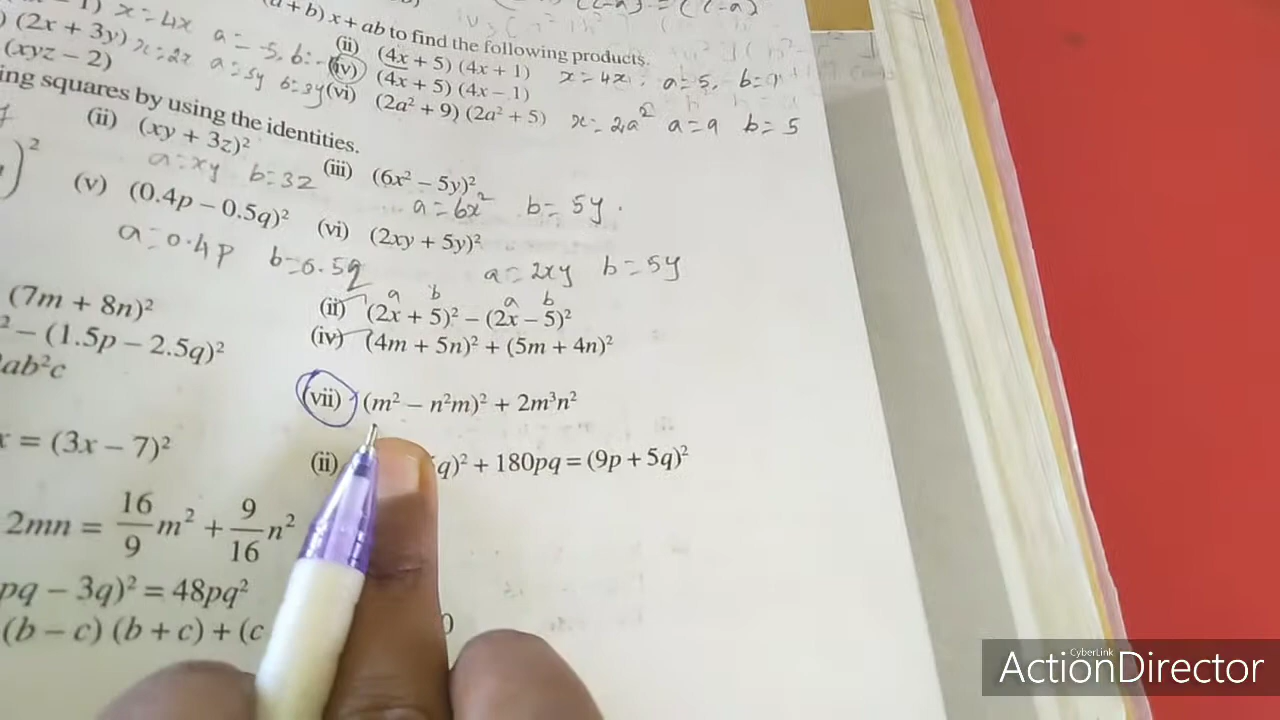 x = 4x
(a + b) x + ab to find the following products.
(2x + 3y) x = 2x a = 5y b = 3y
a = -5, b =
(ii) (4x + 5) (4x + 1) x = 4x, a = 5, b = 1
(iv) (4x + 5) (4x − 1)
(xyz − 2)
(vi) (2a² + 9) (2a² + 5) x = 2a² a = 9 b = 5
ing squares by using the identities.
(ii) (xy + 3z)²
a = xy b = 3z
(iii) (6x² − 5y)²
a = 6x² b = 5y.
(v) (0.4p − 0.5q)²
a = 0.4p b = 0.5q
(vi) (2xy + 5y)²
a = 2xy b = 5y
a b a b
(7m + 8n)² (ii) (2x + 5)² − (2x − 5)²
² − (1.5p − 2.5q)² (iv) (4m + 5n)² + (5m + 4n)²
ab²c
(vii) (m² − n²m)² + 2m³n²
x = (3x − 7)² (ii) q)² + 180pq = (9p + 5q)²
2mn = 16/9 m² + 9/16 n²
pq − 3q)² = 48pq²
(b − c) (b + c) + (c
CyberLink
ActionDirector